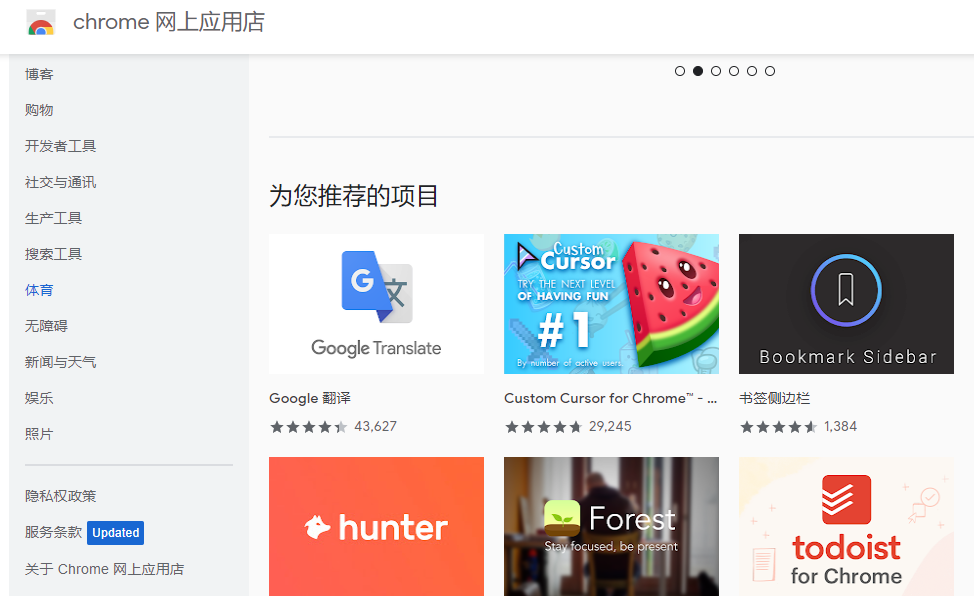 chrome 网上应用店
博客
购物
开发者工具
社交与通讯
生产工具
搜索工具
体育
无障碍
新闻与天气
娱乐
照片
隐私权政策
服务条款 Updated
关于 Chrome 网上应用店
为您推荐的项目
G 文
Google Translate
Google 翻译
43,627
Custom
Cursor
TRY THE NEXT LEVEL
OF HAVING FUN
#1
By number of active users.
Custom Cursor for Chrome™ - ...
29,245
Bookmark Sidebar
书签侧边栏
1,384
hunter
Forest
Stay focused, be present
todoist
for Chrome